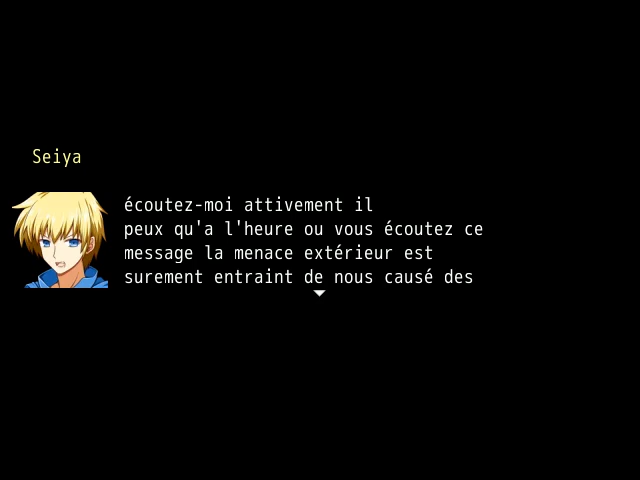 Seiya
écoutez-moi attivement il
peux qu'a l'heure ou vous écoutez ce
message la menace extérieur est
surement entraint de nous causé des